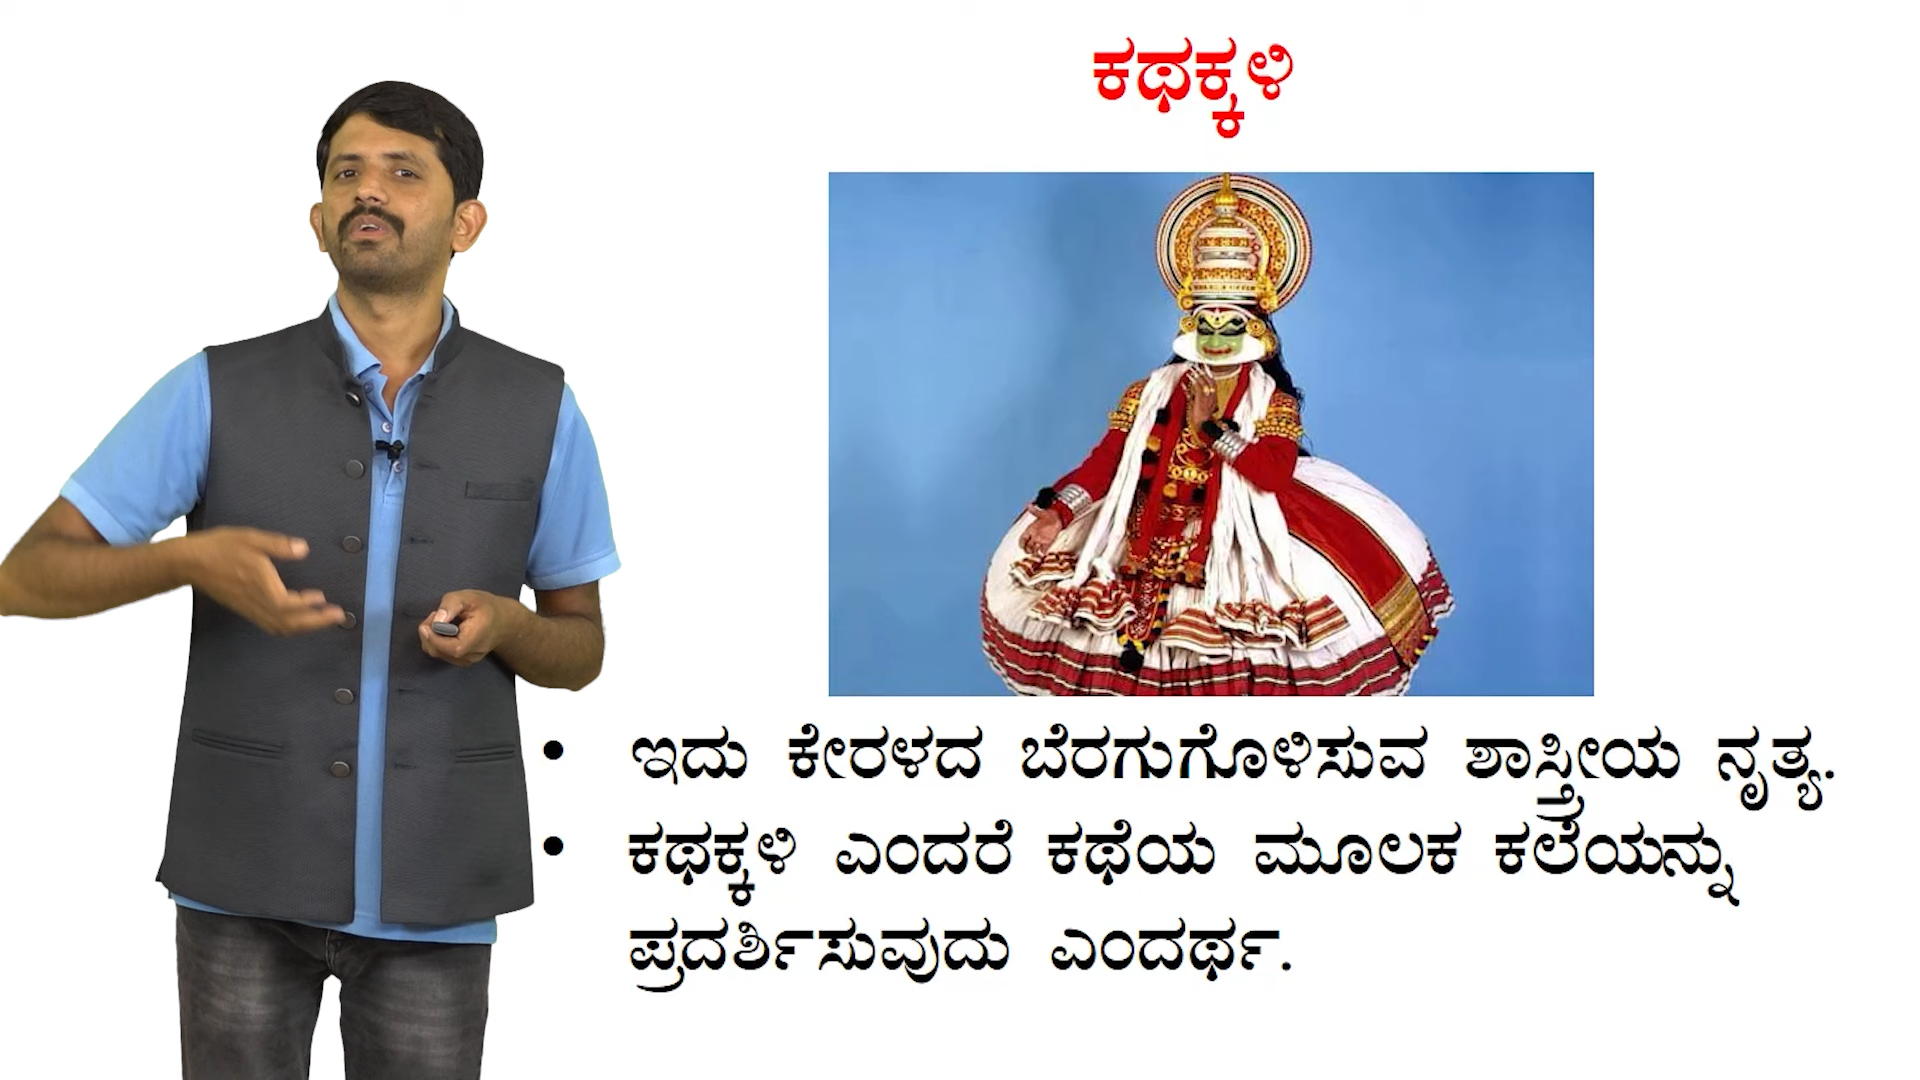 ಕಥಕ್ಕಳಿ
• ಇದು ಕೇರಳದ ಬೆರಗುಗೊಳಿಸುವ ಶಾಸ್ತ್ರೀಯ ನೃತ್ಯ.
• ಕಥಕ್ಕಳಿ ಎಂದರೆ ಕಥೆಯ ಮೂಲಕ ಕಲೆಯನ್ನು
ಪ್ರದರ್ಶಿಸುವುದು ಎಂದರ್ಥ.